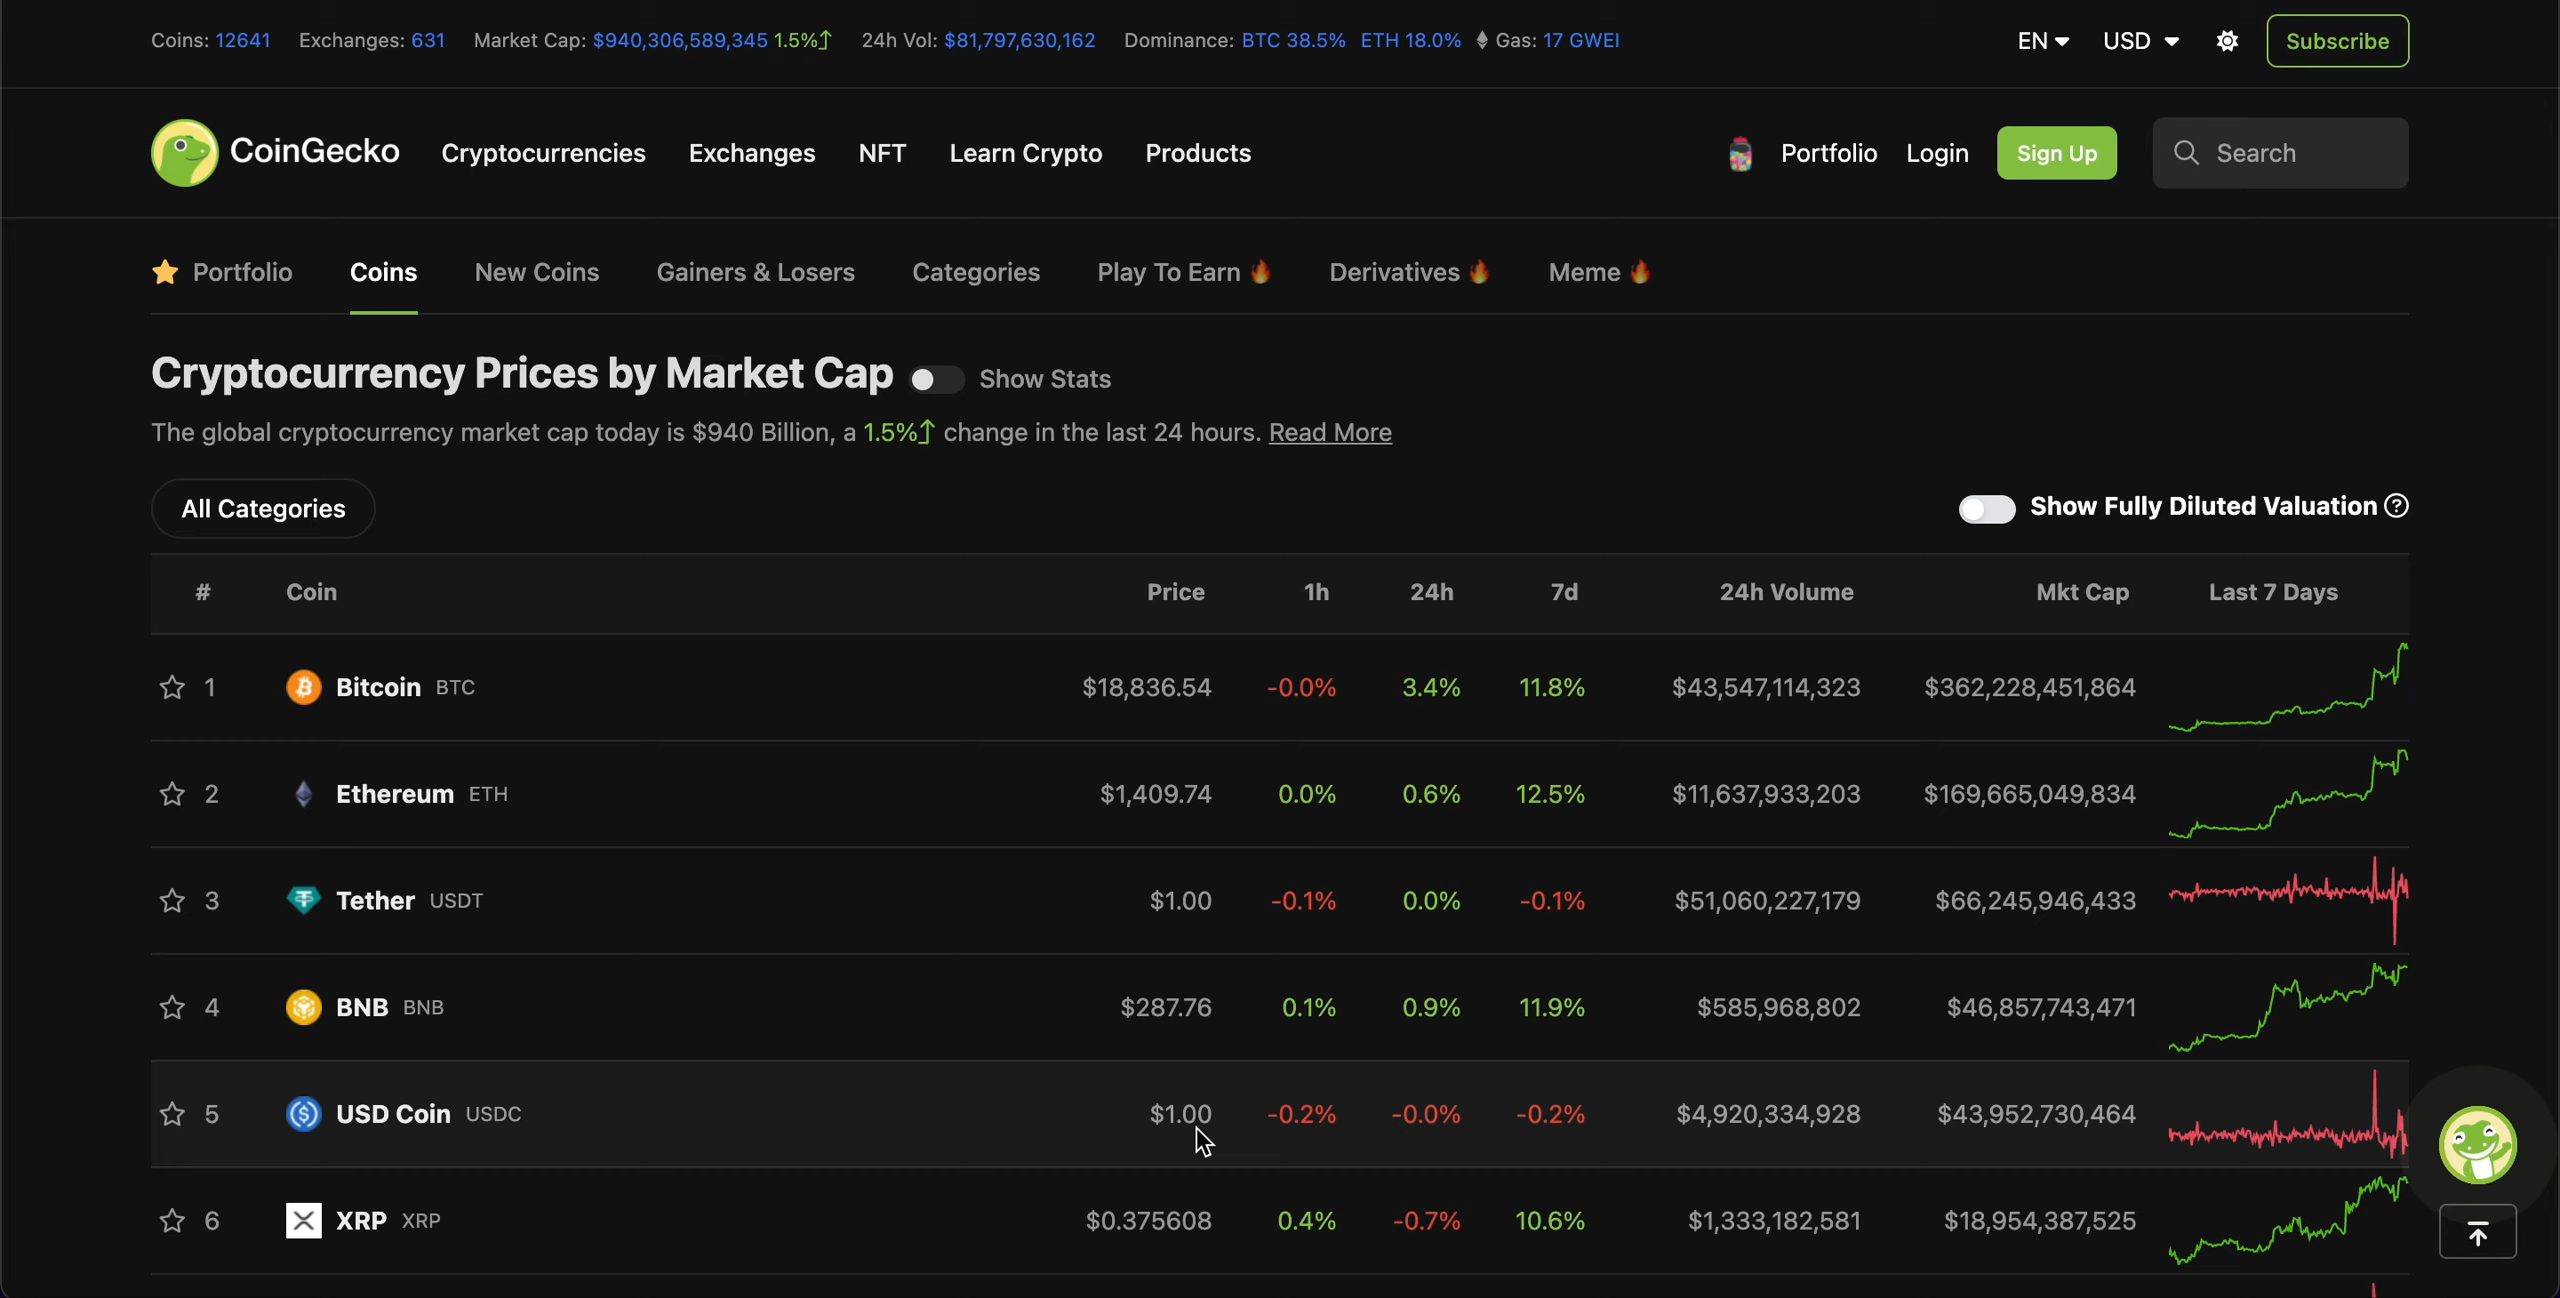 Coins: 12641 Exchanges: 631 Market Cap: $940,306,589,345 1.5% 24h Vol: $81,797,630,162 Dominance: BTC 38.5% ETH 18.0% Gas: 17 GWEI EN USD Subscribe
CoinGecko Cryptocurrencies Exchanges NFT Learn Crypto Products Portfolio Login Sign Up Search
Portfolio Coins New Coins Gainers & Losers Categories Play To Earn 🔥 Derivatives 🔥 Meme 🔥
Cryptocurrency Prices by Market Cap Show Stats
The global cryptocurrency market cap today is $940 Billion, a 1.5% change in the last 24 hours. Read More
All Categories Show Fully Diluted Valuation ?
# Coin Price 1h 24h 7d 24h Volume Mkt Cap Last 7 Days
1 Bitcoin BTC $18,836.54 -0.0% 3.4% 11.8% $43,547,114,323 $362,228,451,864
2 Ethereum ETH $1,409.74 0.0% 0.6% 12.5% $11,637,933,203 $169,665,049,834
3 Tether USDT $1.00 -0.1% 0.0% -0.1% $51,060,227,179 $66,245,946,433
4 BNB BNB $287.76 0.1% 0.9% 11.9% $585,968,802 $46,857,743,471
5 USD Coin USDC $1.00 -0.2% -0.0% -0.2% $4,920,334,928 $43,952,730,464
6 XRP XRP $0.375608 0.4% -0.7% 10.6% $1,333,182,581 $18,954,387,525